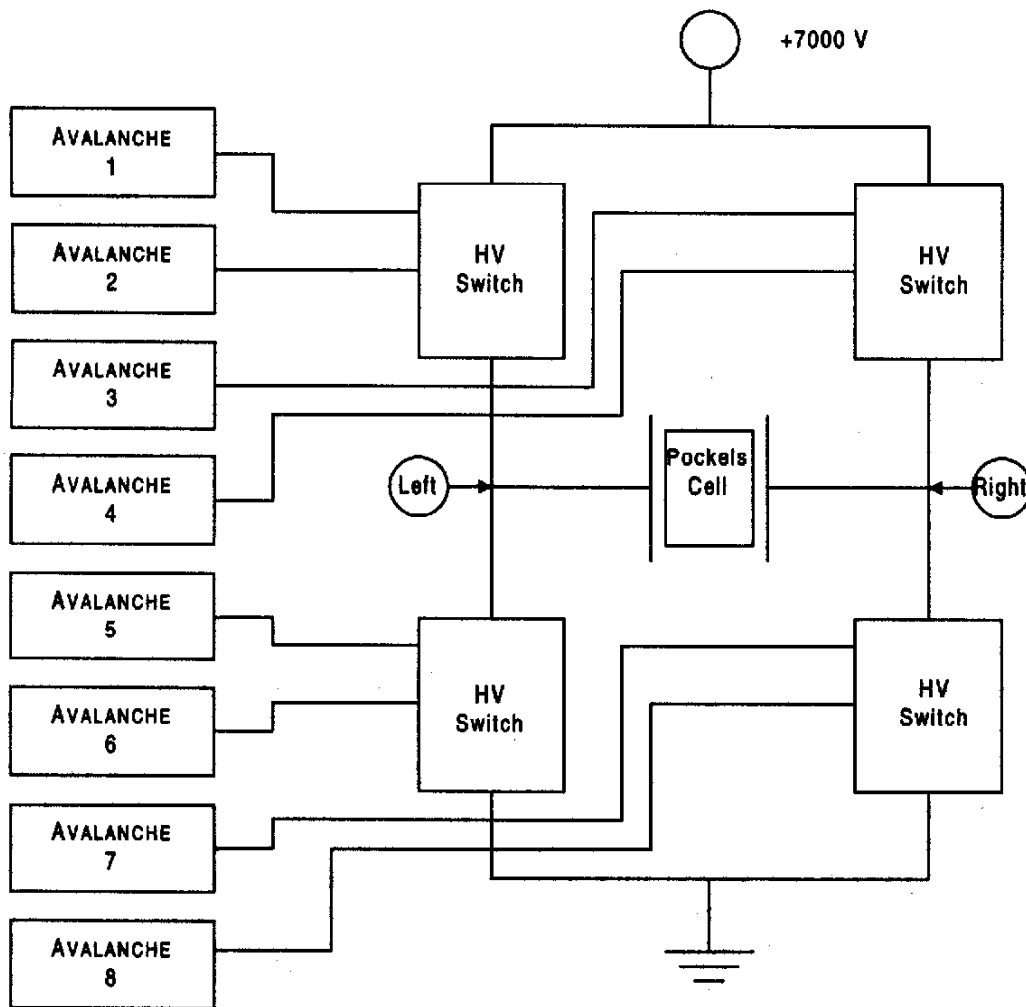 +7000 V
AVALANCHE
1
AVALANCHE
2
AVALANCHE
3
AVALANCHE
4
AVALANCHE
5
AVALANCHE
6
AVALANCHE
7
AVALANCHE
8
HV
Switch
HV
Switch
Left
Pockels
Cell
Right
HV
Switch
HV
Switch